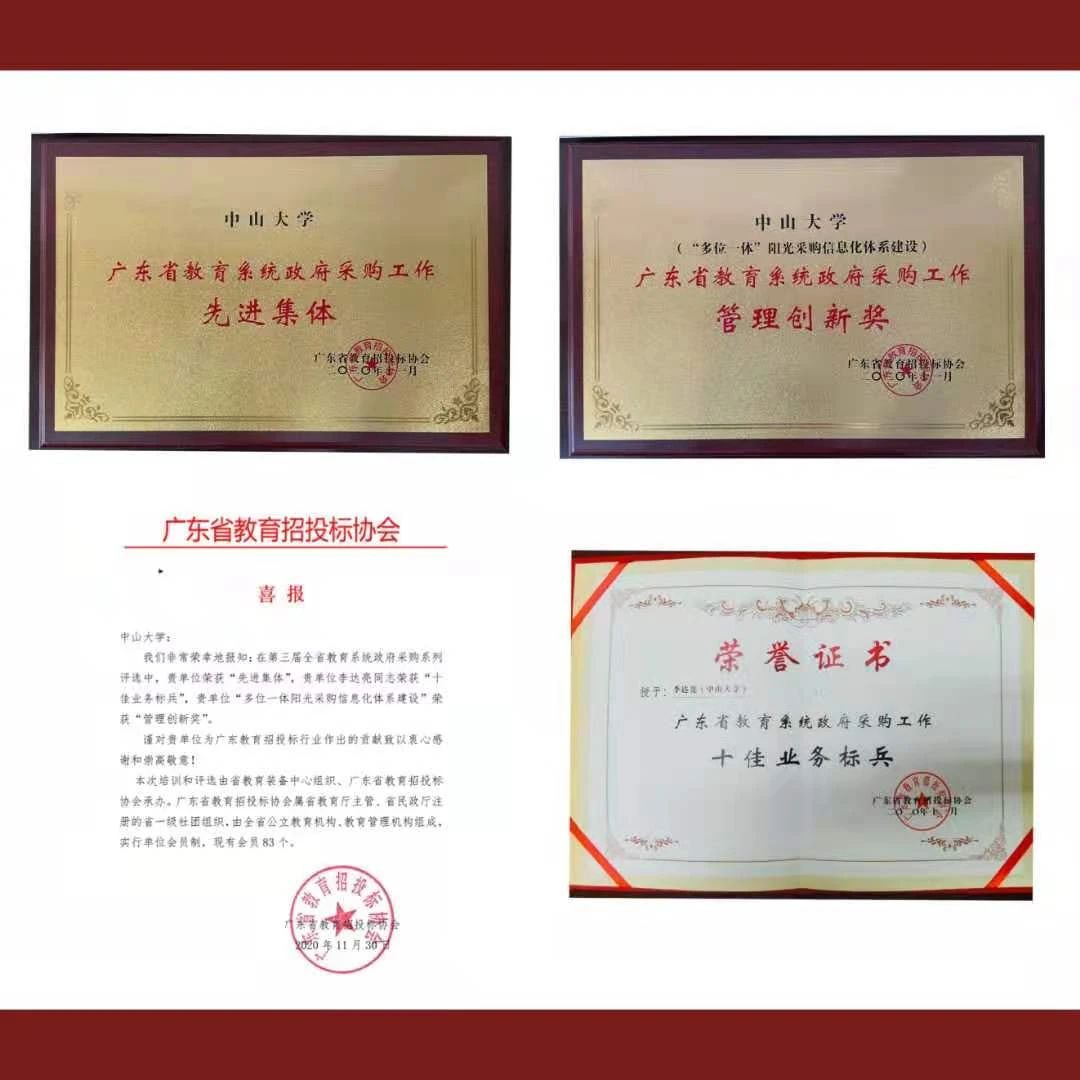 中山大学
广东省教育系统政府采购工作
先进集体
广东省教育招投标协会
二〇二〇年十一月
中山大学
（“多位一体”阳光采购信息化体系建设）
广东省教育系统政府采购工作
管理创新奖
广东省教育招投标协会
二〇二〇年十一月
广东省教育招投标协会
喜报
中山大学：
我们非常荣幸地报知：在第三届全省教育系统政府采购系列
评选中，贵单位荣获“先进集体”，贵单位李达亮同志荣获“十
佳业务标兵”，贵单位“多位一体阳光采购信息化体系建设”荣
获“管理创新奖”。
谨对贵单位为广东教育招投标行业作出的贡献致以衷心感
谢和崇高敬意！
本次培训和评选由省教育装备中心组织、广东省教育招投标
协会承办。广东省教育招投标协会属省教育厅主管、省民政厅注
册的省一级社团组织，由全省公立教育机构、教育管理机构组成，
实行单位会员制，现有会员 83 个。
广东省教育招投标协会
2020 年 11 月 30 日
荣誉证书
授予：李达亮（中山大学）
广东省教育系统政府采购工作
十佳业务标兵
广东省教育招投标协会
二〇二〇年十一月